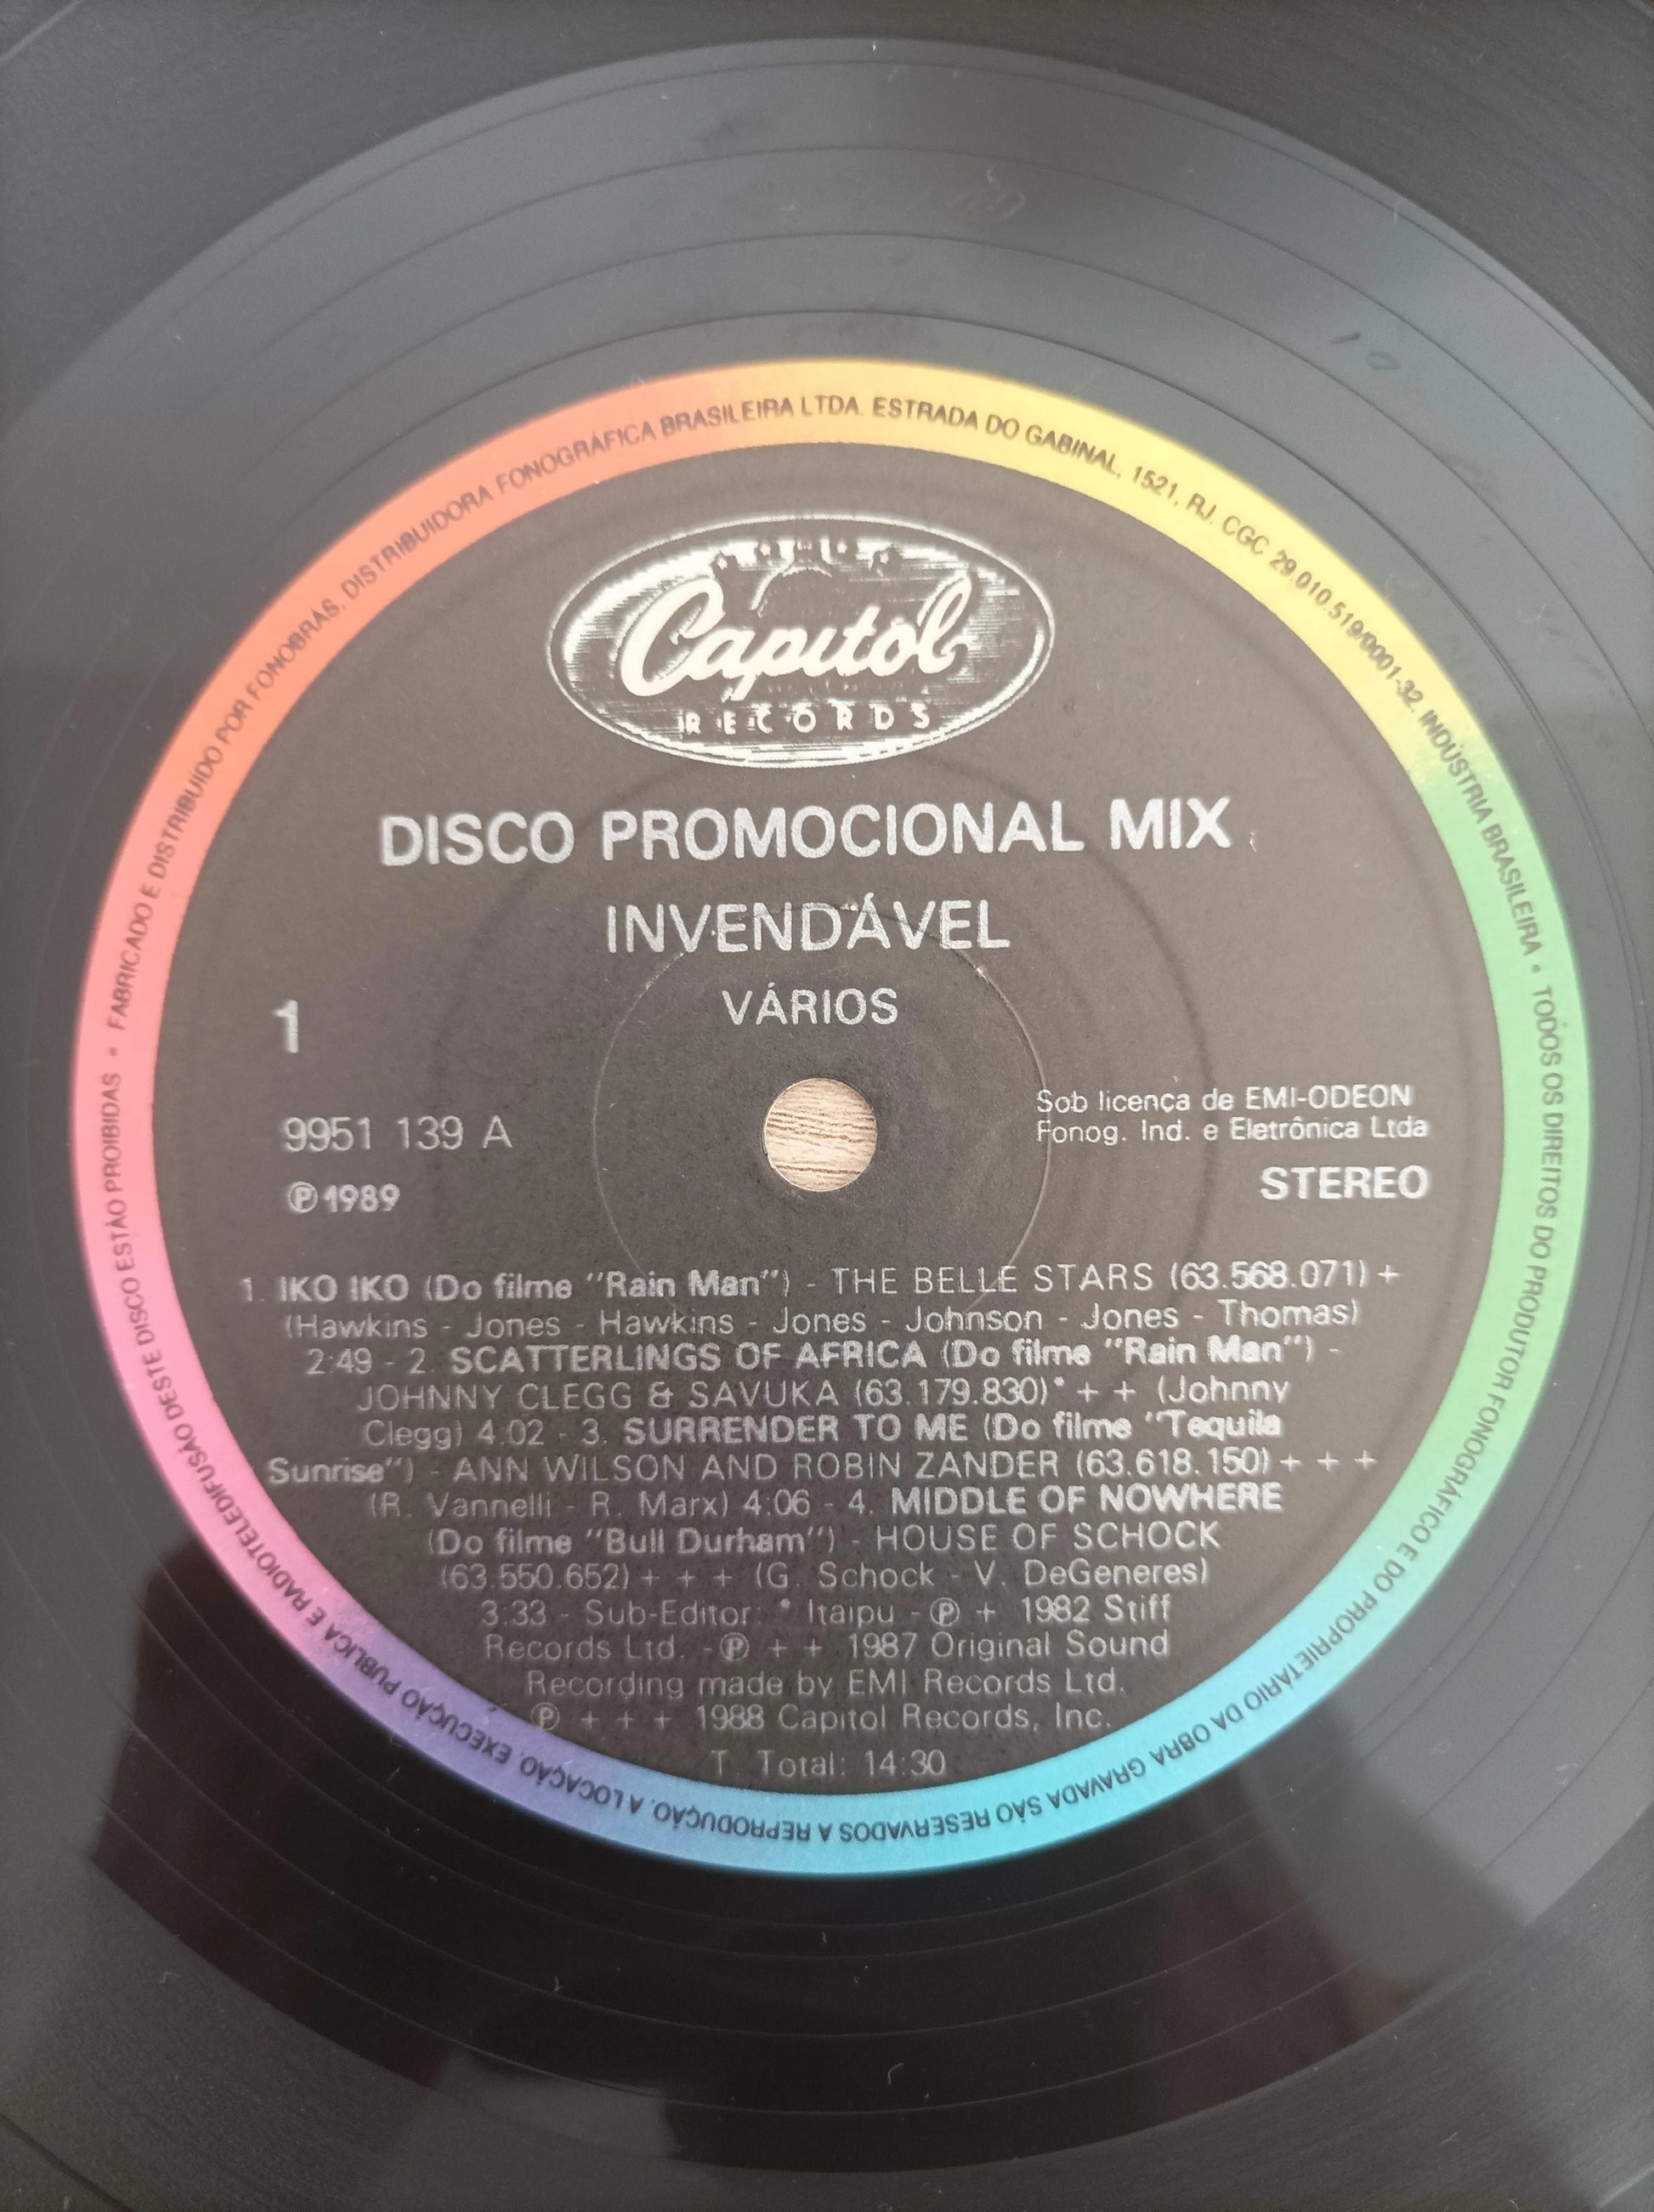 FABRICADO E DISTRIBUÍDO POR FONOBRÁS. DISTRIBUIDORA FONOGRÁFICA BRASILEIRA LTDA. ESTRADA DO GABINAL, 1521, RJ. CGC 29.010.519/0001-32. INDÚSTRIA BRASILEIRA • TODOS OS DIREITOS DO PRODUTOR FONOGRÁFICO E DO PROPRIETÁRIO DA OBRA GRAVADA SÃO RESERVADOS A REPRODUÇÃO. A LOCAÇÃO. EXECUÇÃO PÚBLICA E RADIOTELEDIFUSÃO DESTE DISCO ESTÃO PROIBIDAS •
Capitol
RECORDS
DISCO PROMOCIONAL MIX
INVENDÁVEL
VÁRIOS
1
9951 139 A
℗ 1989
Sob licença de EMI-ODEON
Fonog. Ind. e Eletrônica Ltda
STEREO
1. IKO IKO (Do filme "Rain Man") - THE BELLE STARS (63.568.071) +
(Hawkins - Jones - Hawkins - Jones - Johnson - Jones - Thomas)
2:49 - 2. SCATTERLINGS OF AFRICA (Do filme "Rain Man") -
JOHNNY CLEGG & SAVUKA (63.179.830)* + + (Johnny
Clegg) 4:02 - 3. SURRENDER TO ME (Do filme "Tequila
Sunrise") - ANN WILSON AND ROBIN ZANDER (63.618.150) + + +
(R. Vannelli - R. Marx) 4:06 - 4. MIDDLE OF NOWHERE
(Do filme "Bull Durham") - HOUSE OF SCHOCK
(63.550.652) + + + (G. Schock - V. DeGeneres)
3:33 - Sub-Editor: * Itaipu - ℗ + 1982 Stiff
Records Ltd. - ℗ + + 1987 Original Sound
Recording made by EMI Records Ltd.
℗ + + + 1988 Capitol Records, Inc.
T. Total: 14:30